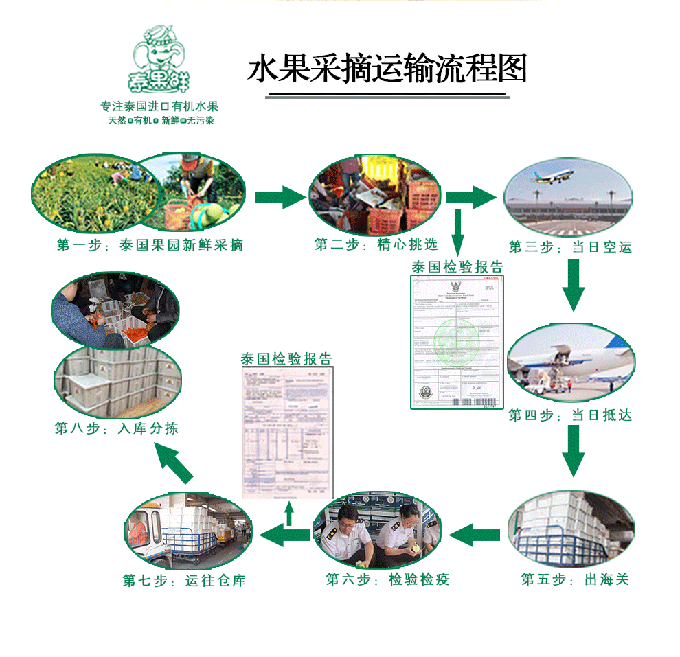 泰果鲜
专注泰国进口有机水果
天然 有机 新鲜 无污染
水果采摘运输流程图
第一步：泰国果园新鲜采摘
第二步：精心挑选
第三步：当日空运
泰国检验报告
第四步：当日抵达
第五步：出海关
第六步：检验检疫
泰国检验报告
第七步：运往仓库
第八步：入库分拣